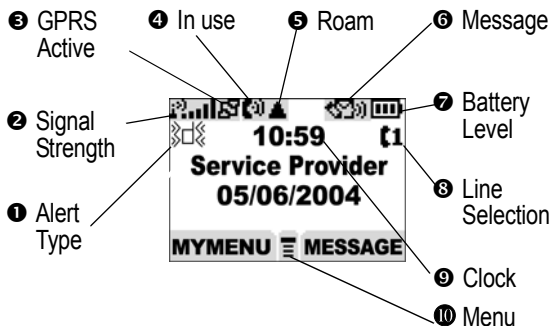 ❸ GPRS Active
❹ In use
❺ Roam
❻ Message
❷ Signal Strength
❼ Battery Level
10:59
1
Service Provider
05/06/2004
❶ Alert Type
❽ Line Selection
MYMENU
MESSAGE
❾ Clock
❿ Menu